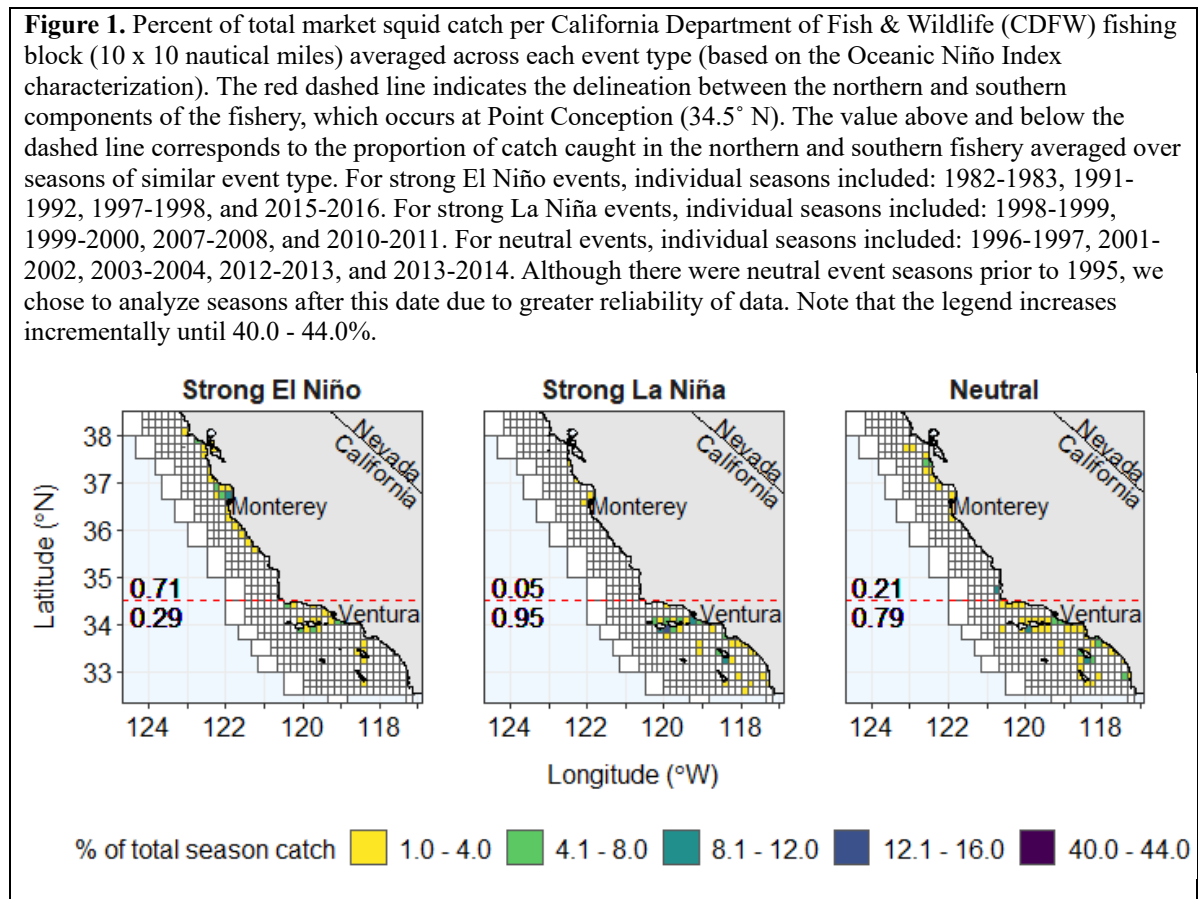 Figure 1. Percent of total market squid catch per California Department of Fish & Wildlife (CDFW) fishing
block (10 x 10 nautical miles) averaged across each event type (based on the Oceanic Niño Index
characterization). The red dashed line indicates the delineation between the northern and southern
components of the fishery, which occurs at Point Conception (34.5˚ N). The value above and below the
dashed line corresponds to the proportion of catch caught in the northern and southern fishery averaged over
seasons of similar event type. For strong El Niño events, individual seasons included: 1982-1983, 1991-
1992, 1997-1998, and 2015-2016. For strong La Niña events, individual seasons included: 1998-1999,
1999-2000, 2007-2008, and 2010-2011. For neutral events, individual seasons included: 1996-1997, 2001-
2002, 2003-2004, 2012-2013, and 2013-2014. Although there were neutral event seasons prior to 1995, we
chose to analyze seasons after this date due to greater reliability of data. Note that the legend increases
incrementally until 40.0 - 44.0%.
Strong El Niño
Strong La Niña
Neutral
Latitude (°N)
38
37
36
35
34
33
Nevada
California
Monterey
0.71
0.29
Ventura
124 122 120 118
Nevada
California
Monterey
0.05
0.95
Ventura
124 122 120 118
Nevada
California
Monterey
0.21
0.79
Ventura
124 122 120 118
Longitude (°W)
% of total season catch 1.0 - 4.0 4.1 - 8.0 8.1 - 12.0 12.1 - 16.0 40.0 - 44.0